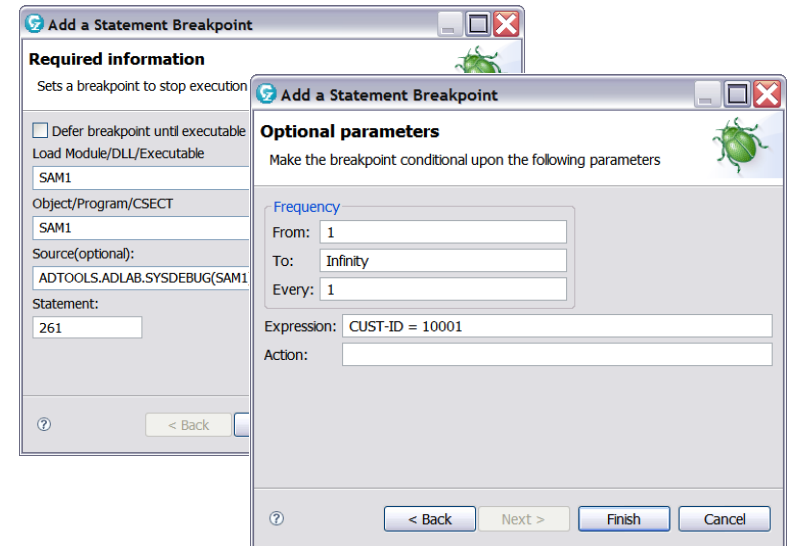 Add a Statement Breakpoint
Required information
Sets a breakpoint to stop execution
Defer breakpoint until executable
Load Module/DLL/Executable
SAM1
Object/Program/CSECT
SAM1
Source(optional):
ADTOOLS.ADLAB.SYSDEBUG(SAM1
Statement:
261
< Back
Add a Statement Breakpoint
Optional parameters
Make the breakpoint conditional upon the following parameters
Frequency
From: 1
To: Infinity
Every: 1
Expression: CUST-ID = 10001
Action:
< Back Next > Finish Cancel